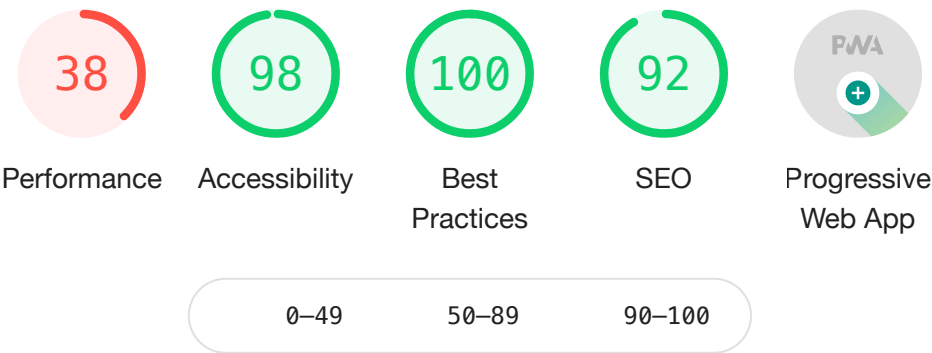 38
98
100
92
PWA
Performance
Accessibility
Best
Practices
SEO
Progressive
Web App
0–49
50–89
90–100